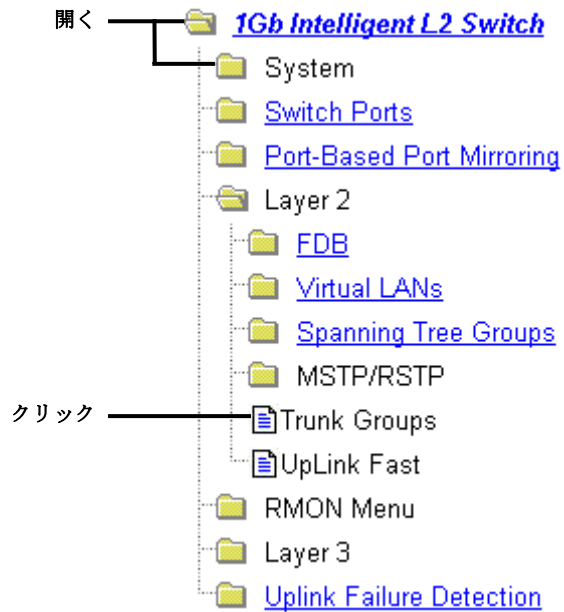 開く
1Gb Intelligent L2 Switch
System
Switch Ports
Port-Based Port Mirroring
Layer 2
FDB
Virtual LANs
Spanning Tree Groups
MSTP/RSTP
クリック
Trunk Groups
UpLink Fast
RMON Menu
Layer 3
Uplink Failure Detection